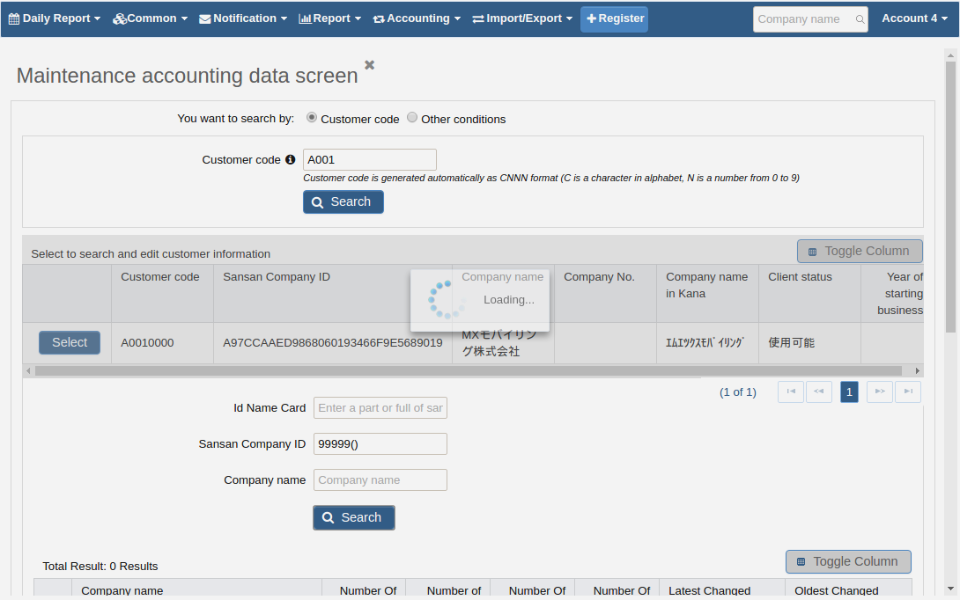 Daily Report Common Notification Report Accounting Import/Export Register Company name Account 4
Maintenance accounting data screen
You want to search by: Customer code Other conditions
Customer code A001
Customer code is generated automatically as CNNN format (C is a character in alphabet, N is a number from 0 to 9)
Search
Select to search and edit customer information Toggle Column
Customer code Sansan Company ID Company name Company No. Company name in Kana Client status Year of starting business
Loading...
Select A0010000 A97CCAAED9868060193466F9E5689019 MXモバイリング株式会社 ｴﾑｴｯｸｽﾓﾊﾞｲﾘﾝｸﾞ 使用可能
(1 of 1) 1
Id Name Card Enter a part or full of sar
Sansan Company ID 99999()
Company name Company name
Search
Total Result: 0 Results Toggle Column
Company name Number Of Number of Number Of Number Of Latest Changed Oldest Changed